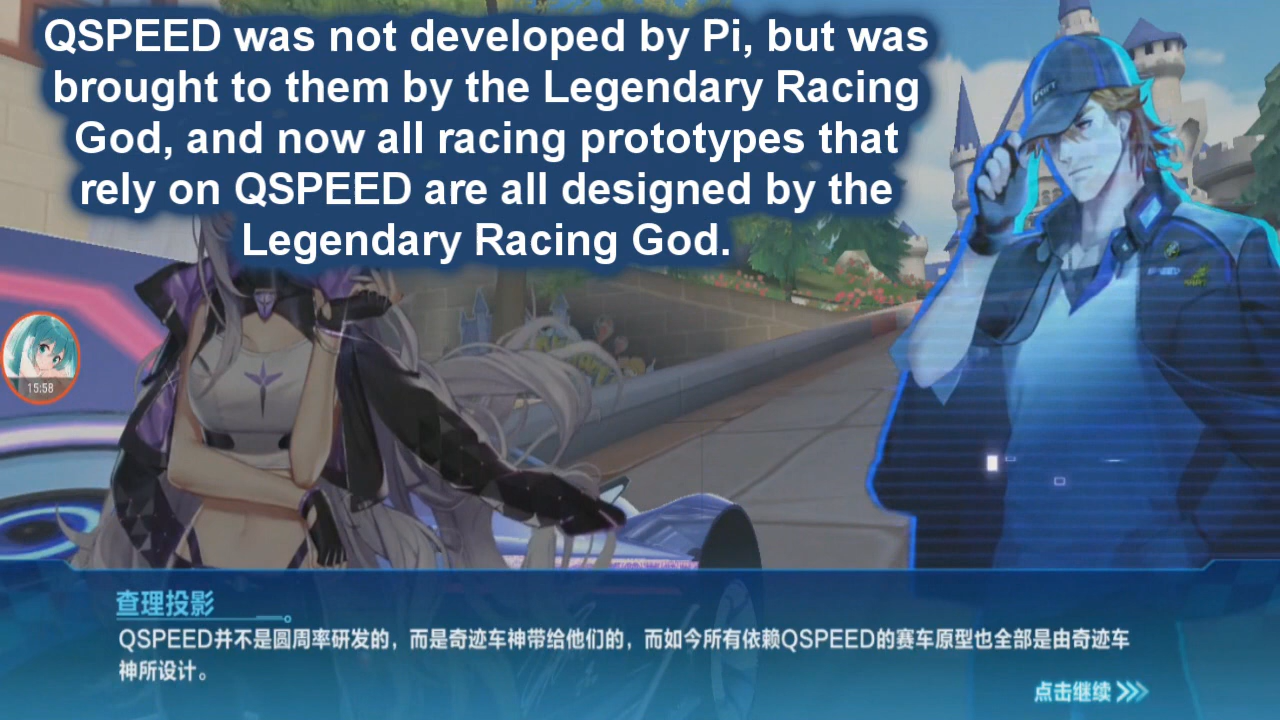 QSPEED was not developed by Pi, but was
brought to them by the Legendary Racing
God, and now all racing prototypes that
rely on QSPEED are all designed by the
Legendary Racing God.
15:58
查理投影
QSPEED并不是圆周率研发的，而是奇迹车神带给他们的，而如今所有依赖QSPEED的赛车原型也全部是由奇迹车
神所设计。
点击继续